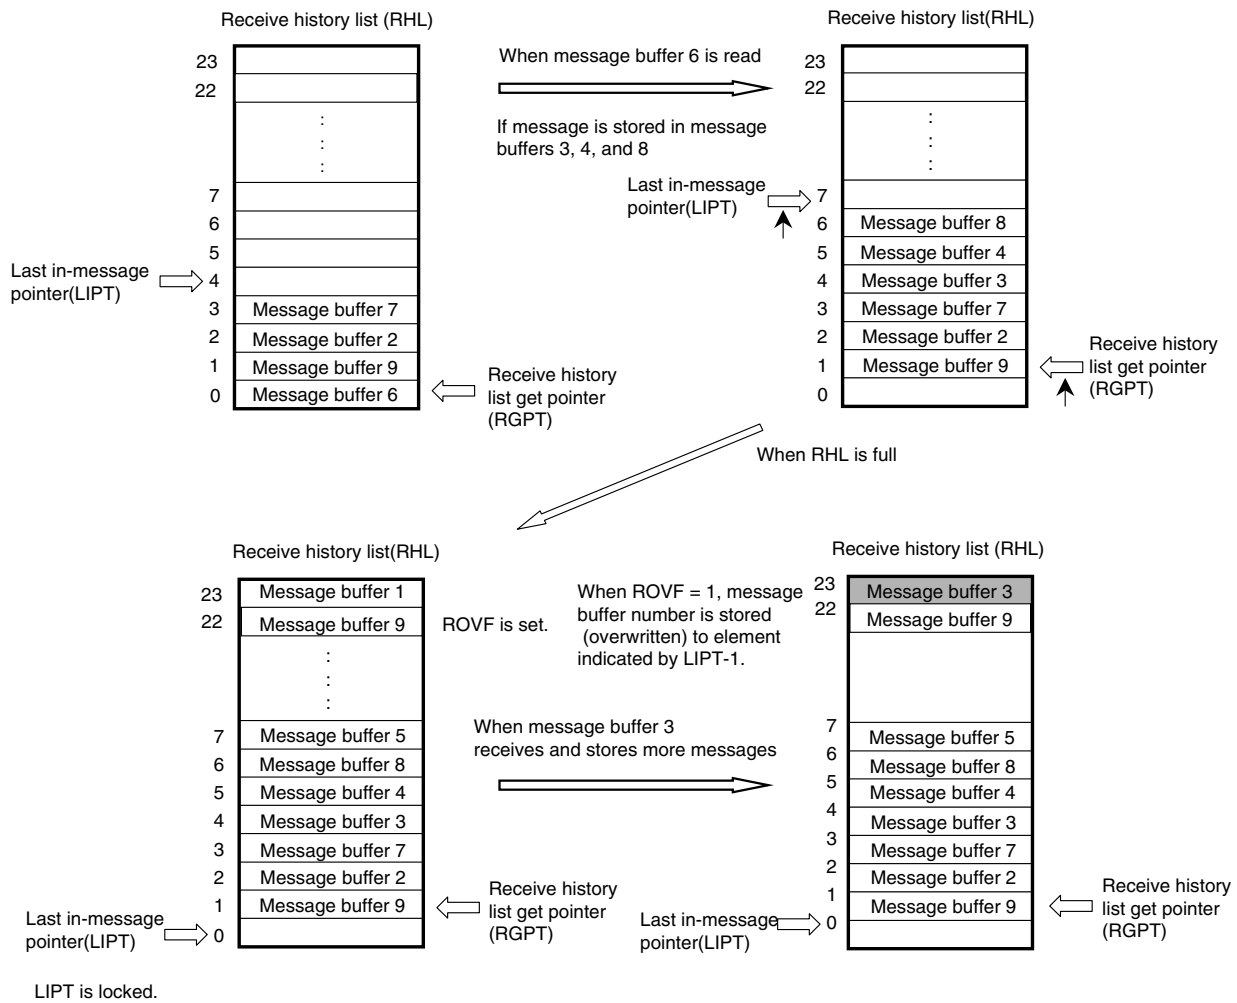 Receive history list (RHL)
23
22
:
:
7
6
5
4
3
2
1
0
Message buffer 7
Message buffer 2
Message buffer 9
Message buffer 6
Last in-message
pointer(LIPT)
Receive history
list get pointer
(RGPT)
When message buffer 6 is read
If message is stored in message
buffers 3, 4, and 8
Receive history list(RHL)
23
22
:
:
7
6
5
4
3
2
1
0
Message buffer 8
Message buffer 4
Message buffer 3
Message buffer 7
Message buffer 2
Message buffer 9
Last in-message
pointer(LIPT)
Receive history
list get pointer
(RGPT)
When RHL is full
Receive history list(RHL)
23
22
:
:
7
6
5
4
3
2
1
0
Message buffer 1
Message buffer 9
Message buffer 5
Message buffer 8
Message buffer 4
Message buffer 3
Message buffer 7
Message buffer 2
Message buffer 9
ROVF is set.
Last in-message
pointer(LIPT)
Receive history
list get pointer
(RGPT)
LIPT is locked.
When ROVF = 1, message
buffer number is stored
(overwritten) to element
indicated by LIPT-1.
When message buffer 3
receives and stores more messages
Receive history list (RHL)
23
22
7
6
5
4
3
2
1
0
Message buffer 3
Message buffer 9
Message buffer 5
Message buffer 8
Message buffer 4
Message buffer 3
Message buffer 7
Message buffer 2
Message buffer 9
Last in-message
pointer(LIPT)
Receive history
list get pointer
(RGPT)